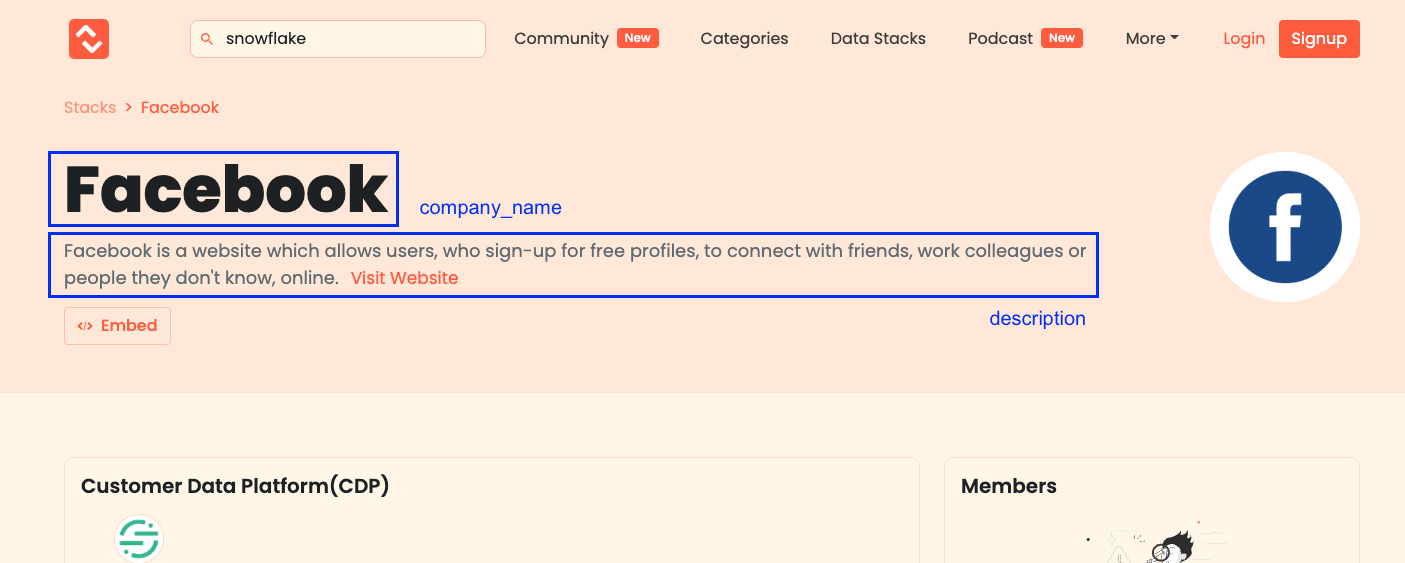 snowflake
Community New Categories Data Stacks Podcast New More Login Signup
Stacks > Facebook
Facebook
company_name
Facebook is a website which allows users, who sign-up for free profiles, to connect with friends, work colleagues or
people they don't know, online. Visit Website
description
</> Embed
Customer Data Platform(CDP)
Members